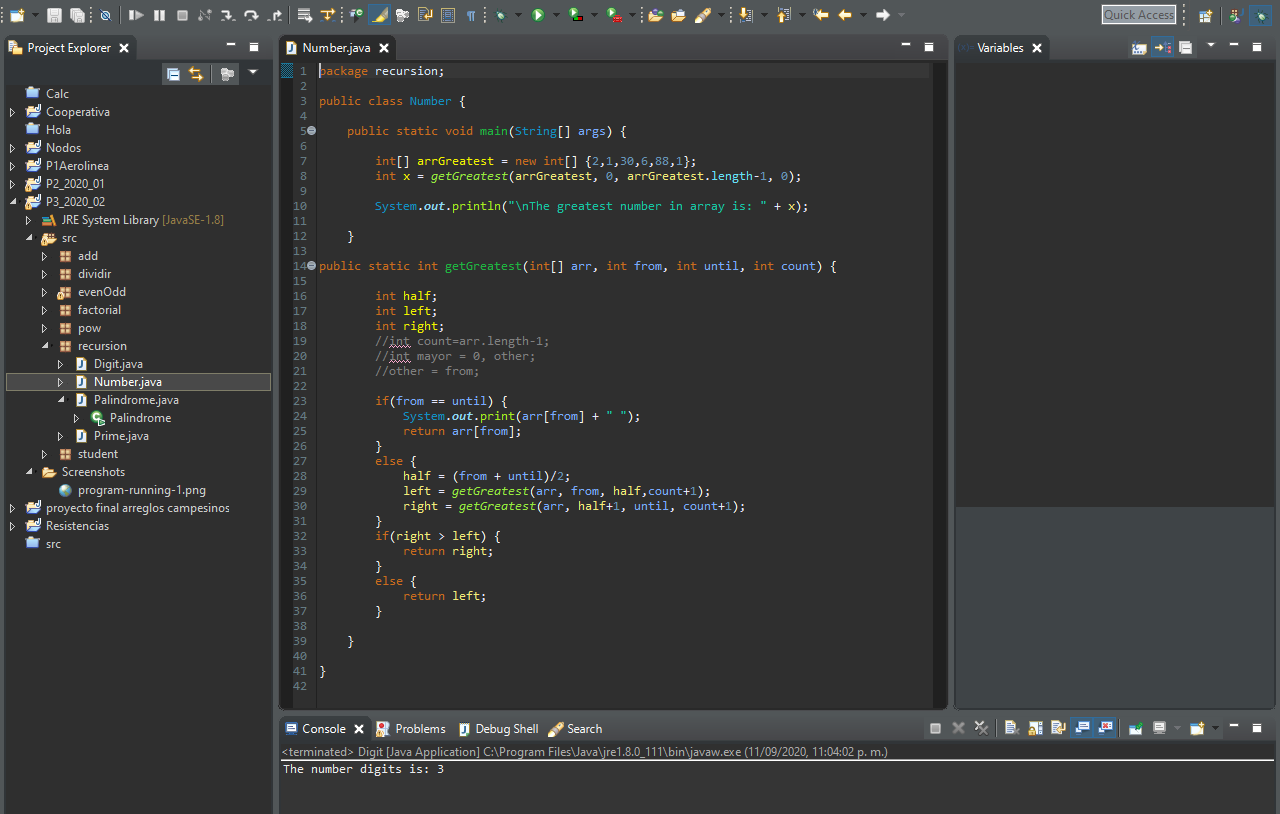 Quick Access
Project Explorer
Calc
Cooperativa
Hola
Nodos
P1Aerolinea
P2_2020_01
P3_2020_02
JRE System Library [JavaSE-1.8]
src
add
dividir
evenOdd
factorial
pow
recursion
Digit.java
Number.java
Palindrome.java
Palindrome
Prime.java
student
Screenshots
program-running-1.png
proyecto final arreglos campesinos
Resistencias
src
Number.java
1 package recursion;
2
3 public class Number {
4
5     public static void main(String[] args) {
6
7         int[] arrGreatest = new int[] {2,1,30,6,88,1};
8         int x = getGreatest(arrGreatest, 0, arrGreatest.length-1, 0);
9
10         System.out.println("\nThe greatest number in array is: " + x);
11
12     }
13
14 public static int getGreatest(int[] arr, int from, int until, int count) {
15
16         int half;
17         int left;
18         int right;
19         //int count=arr.length-1;
20         //int mayor = 0, other;
21         //other = from;
22
23         if(from == until) {
24             System.out.print(arr[from] + " ");
25             return arr[from];
26         }
27         else {
28             half = (from + until)/2;
29             left = getGreatest(arr, from, half,count+1);
30             right = getGreatest(arr, half+1, until, count+1);
31         }
32         if(right > left) {
33             return right;
34         }
35         else {
36             return left;
37         }
38
39     }
40
41 }
42
Variables
Console Problems Debug Shell Search
<terminated> Digit [Java Application] C:\Program Files\Java\jre1.8.0_111\bin\javaw.exe (11/09/2020, 11:04:02 p. m.)
The number digits is: 3